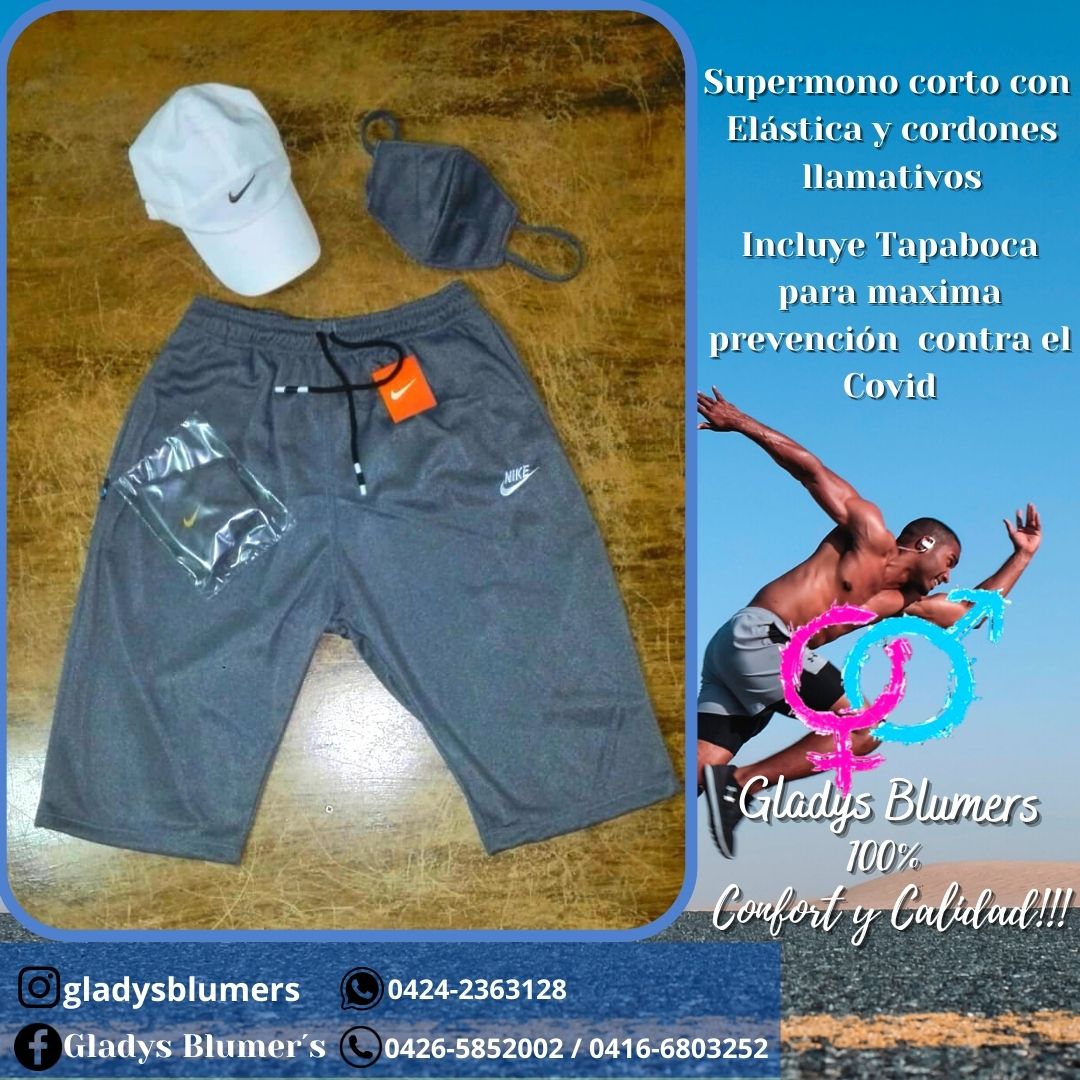 Supermono corto con
Elástica y cordones
llamativos
Incluye Tapaboca
para maxima
prevención contra el
Covid
NIKE
Gladys Blumers
100%
Confort y Calidad!!!
gladysblumers
0424-2363128
Gladys Blumer´s
0426-5852002 / 0416-6803252